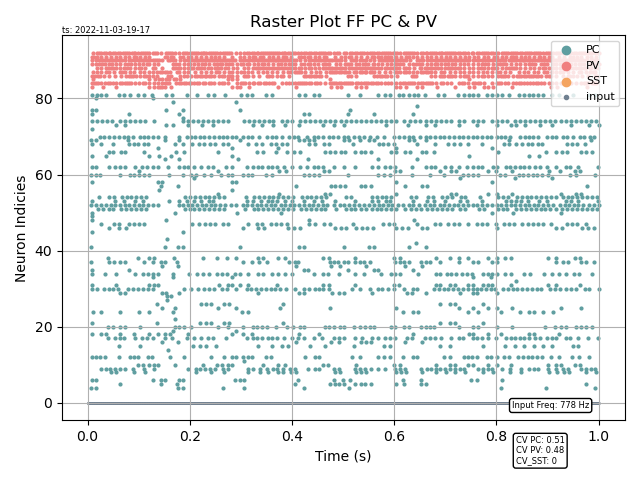 Raster Plot FF PC & PV
ts: 2022-11-03-19-17
PC
PV
SST
input
80
60
40
20
0
Neuron Indicies
Input Freq: 778 Hz
0.0 0.2 0.4 0.6 0.8 1.0
Time (s)
CV PC: 0.51
CV PV: 0.48
CV_SST: 0